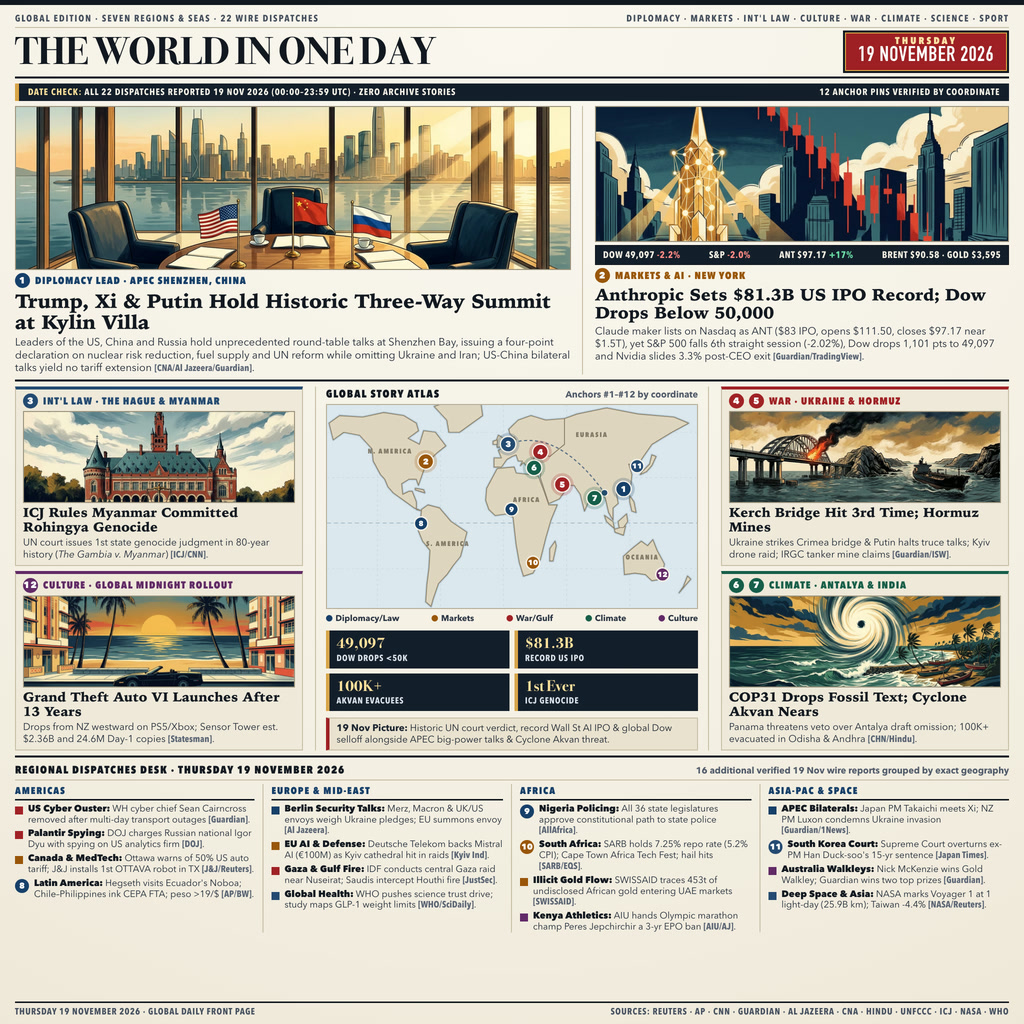 GLOBAL EDITION · SEVEN REGIONS & SEAS · 22 WIRE DISPATCHES
DIPLOMACY · MARKETS · INT'L LAW · CULTURE · WAR · CLIMATE · SCIENCE · SPORT
THE WORLD IN ONE DAY
THURSDAY
19 NOVEMBER 2026
DATE CHECK: ALL 22 DISPATCHES REPORTED 19 NOV 2026 (00:00-23:59 UTC) · ZERO ARCHIVE STORIES
12 ANCHOR PINS VERIFIED BY COORDINATE
1 DIPLOMACY LEAD · APEC SHENZHEN, CHINA
Trump, Xi & Putin Hold Historic Three-Way Summit
at Kylin Villa
Leaders of the US, China and Russia hold unprecedented round-table talks at Shenzhen Bay, issuing a four-point
declaration on nuclear risk reduction, fuel supply and UN reform while omitting Ukraine and Iran; US-China bilateral
talks yield no tariff extension [CNA/Al Jazeera/Guardian].
DOW 49,097 -2.2% S&P -2.0% ANT $97.17 +17% BRENT $90.58 · GOLD $3,595
2 MARKETS & AI · NEW YORK
Anthropic Sets $81.3B US IPO Record; Dow
Drops Below 50,000
Claude maker lists on Nasdaq as ANT ($83 IPO, opens $111.50, closes $97.17 near
$1.5T), yet S&P 500 falls 6th straight session (-2.02%), Dow drops 1,101 pts to 49,097
and Nvidia slides 3.3% post-CEO exit [Guardian/TradingView].
3 INT'L LAW · THE HAGUE & MYANMAR
ICJ Rules Myanmar Committed
Rohingya Genocide
UN court issues 1st state genocide judgment in 80-year
history (The Gambia v. Myanmar) [ICJ/CNN].
12 CULTURE · GLOBAL MIDNIGHT ROLLOUT
Grand Theft Auto VI Launches After
13 Years
Drops from NZ westward on PS5/Xbox; Sensor Tower est.
$2.36B and 24.6M Day-1 copies [Statesman].
GLOBAL STORY ATLAS
Anchors #1–#12 by coordinate
N. AMERICA
EURASIA
AFRICA
S. AMERICA
OCEANIA
1
2
3
4
5
6
7
8
9
10
11
12
Diplomacy/Law
Markets
War/Gulf
Climate
Culture
49,097
DOW DROPS <50K
$81.3B
RECORD US IPO
100K+
AKVAN EVACUEES
1st Ever
ICJ GENOCIDE
19 Nov Picture: Historic UN court verdict, record Wall St AI IPO & global Dow
selloff alongside APEC big-power talks & Cyclone Akvan threat.
4 5 WAR · UKRAINE & HORMUZ
Kerch Bridge Hit 3rd Time; Hormuz
Mines
Ukraine strikes Crimea bridge & Putin halts truce talks; Kyiv
drone raid; IRGC tanker mine claims [Guardian/ISW].
6 7 CLIMATE · ANTALYA & INDIA
COP31 Drops Fossil Text; Cyclone
Akvan Nears
Panama threatens veto over Antalya draft omission; 100K+
evacuated in Odisha & Andhra [CHN/Hindu].
REGIONAL DISPATCHES DESK · THURSDAY 19 NOVEMBER 2026
16 additional verified 19 Nov wire reports grouped by exact geography
AMERICAS
US Cyber Ouster: WH cyber chief Sean Cairncross
removed after multi-day transport outages [Guardian].
Palantir Spying: DOJ charges Russian national Igor
Dyu with spying on US analytics firm [DOJ].
Canada & MedTech: Ottawa warns of 50% US auto
tariff; J&J installs 1st OTTAVA robot in TX [J&J/Reuters].
8 Latin America: Hegseth visits Ecuador's Noboa;
Chile-Philippines ink CEPA FTA; peso >19/$ [AP/BW].
EUROPE & MID-EAST
Berlin Security Talks: Merz, Macron & UK/US
envoys weigh Ukraine pledges; EU summons envoy
[Al Jazeera].
EU AI & Defense: Deutsche Telekom backs Mistral
AI (€100M) as Kyiv cathedral hit in raids [Kyiv Ind].
Gaza & Gulf Fire: IDF conducts central Gaza raid
near Nuseirat; Saudis intercept Houthi fire [JustSec].
Global Health: WHO pushes science trust drive;
study maps GLP-1 weight limits [WHO/SciDaily].
AFRICA
9 Nigeria Policing: All 36 state legislatures
approve constitution path to state police
[AllAfrica].
10 South Africa: SARB holds 7.25% repo rate (5.2%
CPI); Cape Town Africa Tech Fest; hail hits
[SARB/EQS].
Illicit Gold Flow: SWISSAID traces 453t of
undisclosed African gold entering UAE markets
[SWISSAID].
Kenya Athletics: AIU hands Olympic marathon
champ Peres Jepchirchir a 3-yr EPO ban [AIU/AJ].
ASIA-PAC & SPACE
APEC Bilaterals: Japan PM Takaichi meets Xi; NZ
PM Luxon condemns Ukraine invasion
[Guardian/1News].
11 South Korea Court: Supreme Court overturns ex-
PM Han Duck-soo's 15-yr sentence [Japan Times].
Australia Walkleys: Nick McKenzie wins Gold
Walkley; Guardian wins two top prizes [Guardian].
Deep Space & Asia: NASA marks Voyager 1 at 1
light-day (25.9B km); Taiwan -4.4% [NASA/Reuters].
THURSDAY 19 NOVEMBER 2026 · GLOBAL DAILY FRONT PAGE
SOURCES: REUTERS · AP · CNN · GUARDIAN · AL JAZEERA · CNA · HINDU · UNFCCC · ICJ · NASA · WHO